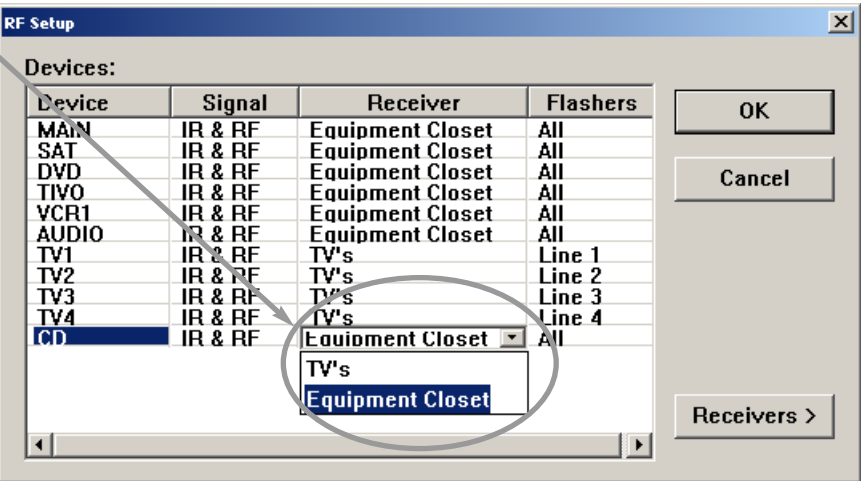 RF Setup
Devices:
Device Signal Receiver Flashers
MAIN IR & RF Equipment Closet All
SAT IR & RF Equipment Closet All
DVD IR & RF Equipment Closet All
TIVO IR & RF Equipment Closet All
VCR1 IR & RF Equipment Closet All
AUDIO IR & RF Equipment Closet All
TV1 IR & RF TV's Line 1
TV2 IR & RF TV's Line 2
TV3 IR & RF TV's Line 3
TV4 IR & RF TV's Line 4
CD IR & RF Equipment Closet All
TV's
Equipment Closet
OK
Cancel
Receivers >